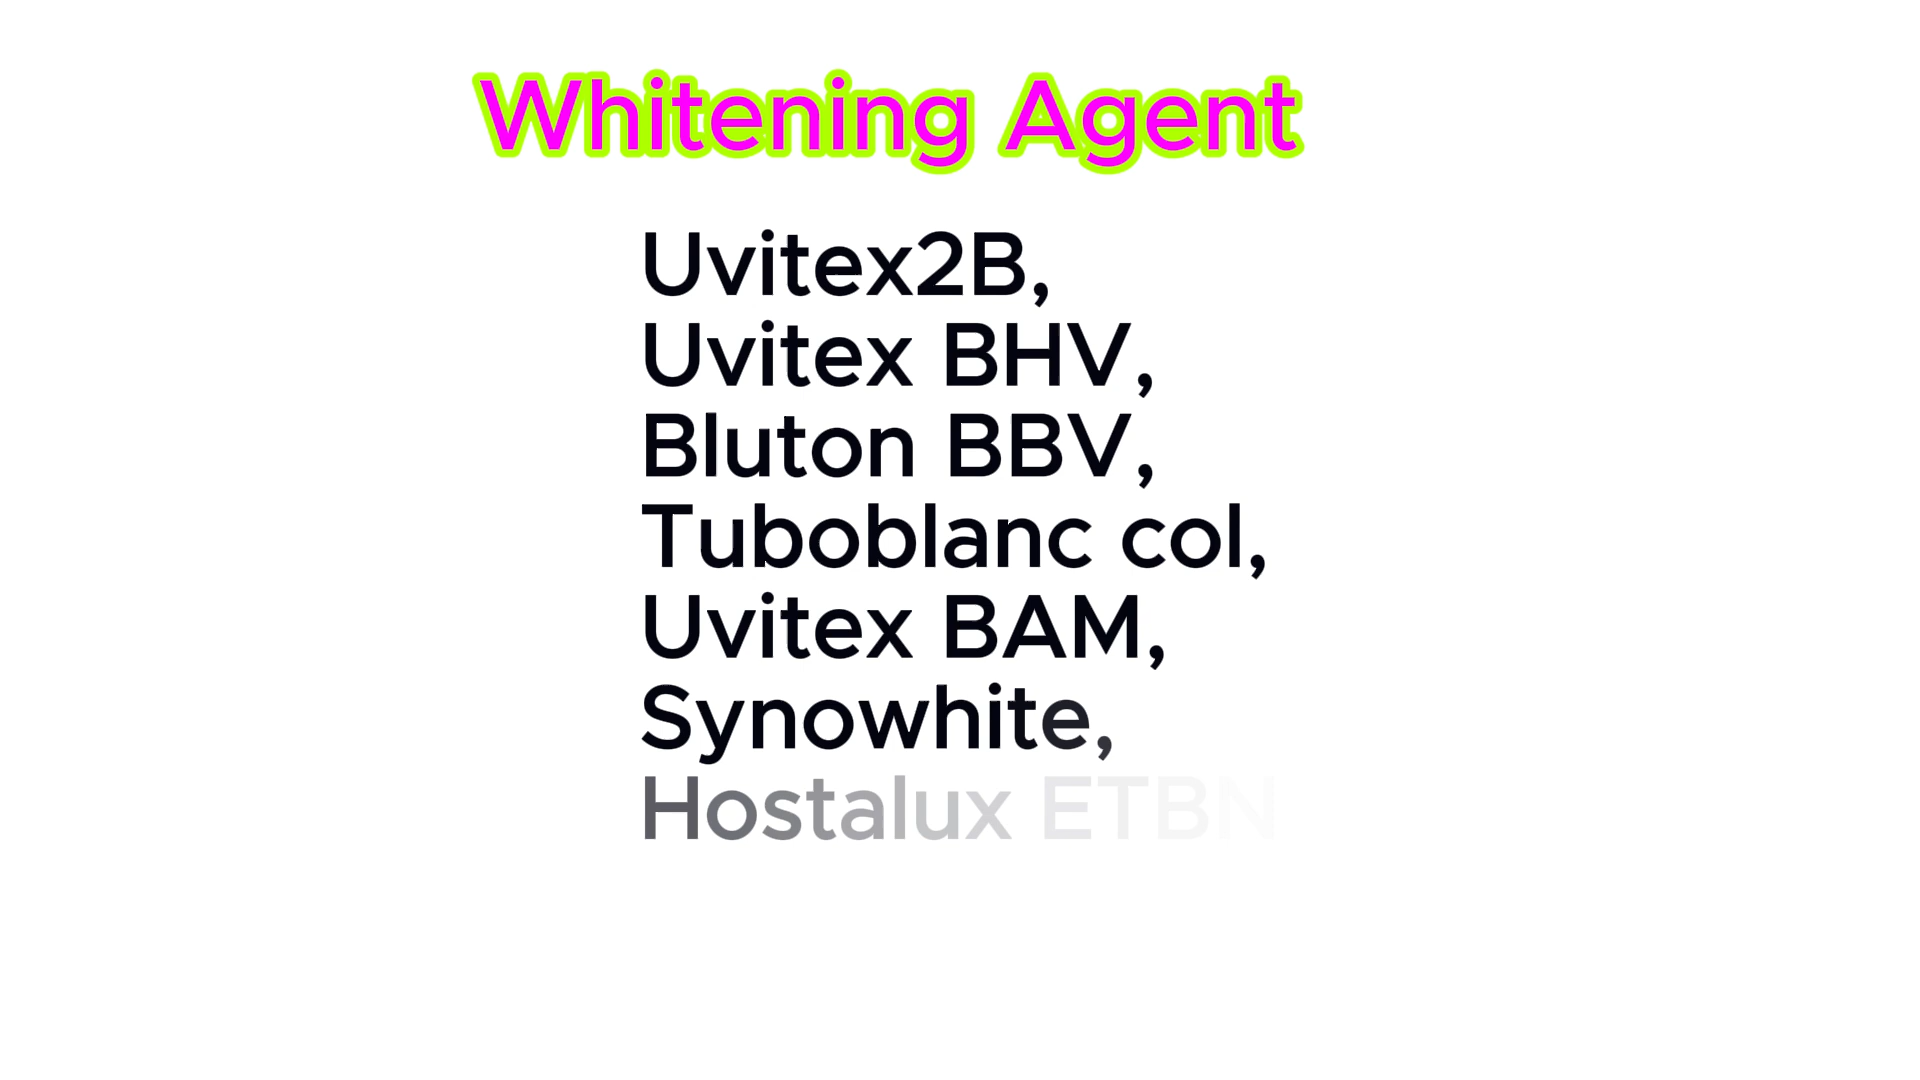 Whitening Agent
Uvitex2B,
Uvitex BHV,
Bluton BBV,
Tuboblanc col,
Uvitex BAM,
Synowhite,
Hostalux ETBN